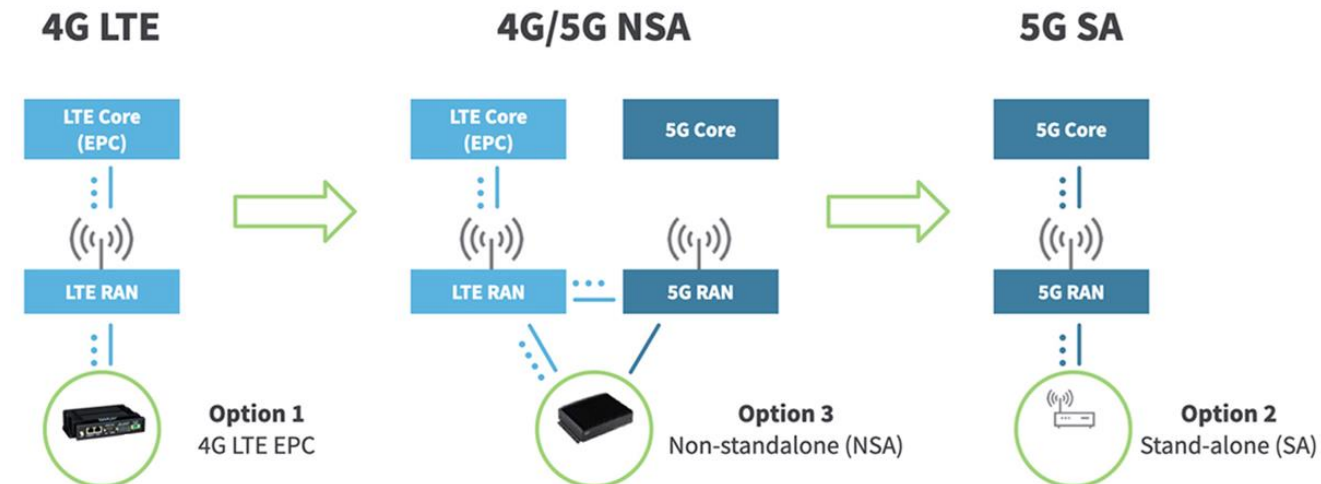 4G LTE
4G/5G NSA
5G SA
LTE Core
(EPC)
LTE Core
(EPC)
5G Core
5G Core
LTE RAN
LTE RAN
5G RAN
5G RAN
Option 1
4G LTE EPC
Option 3
Non-standalone (NSA)
Option 2
Stand-alone (SA)